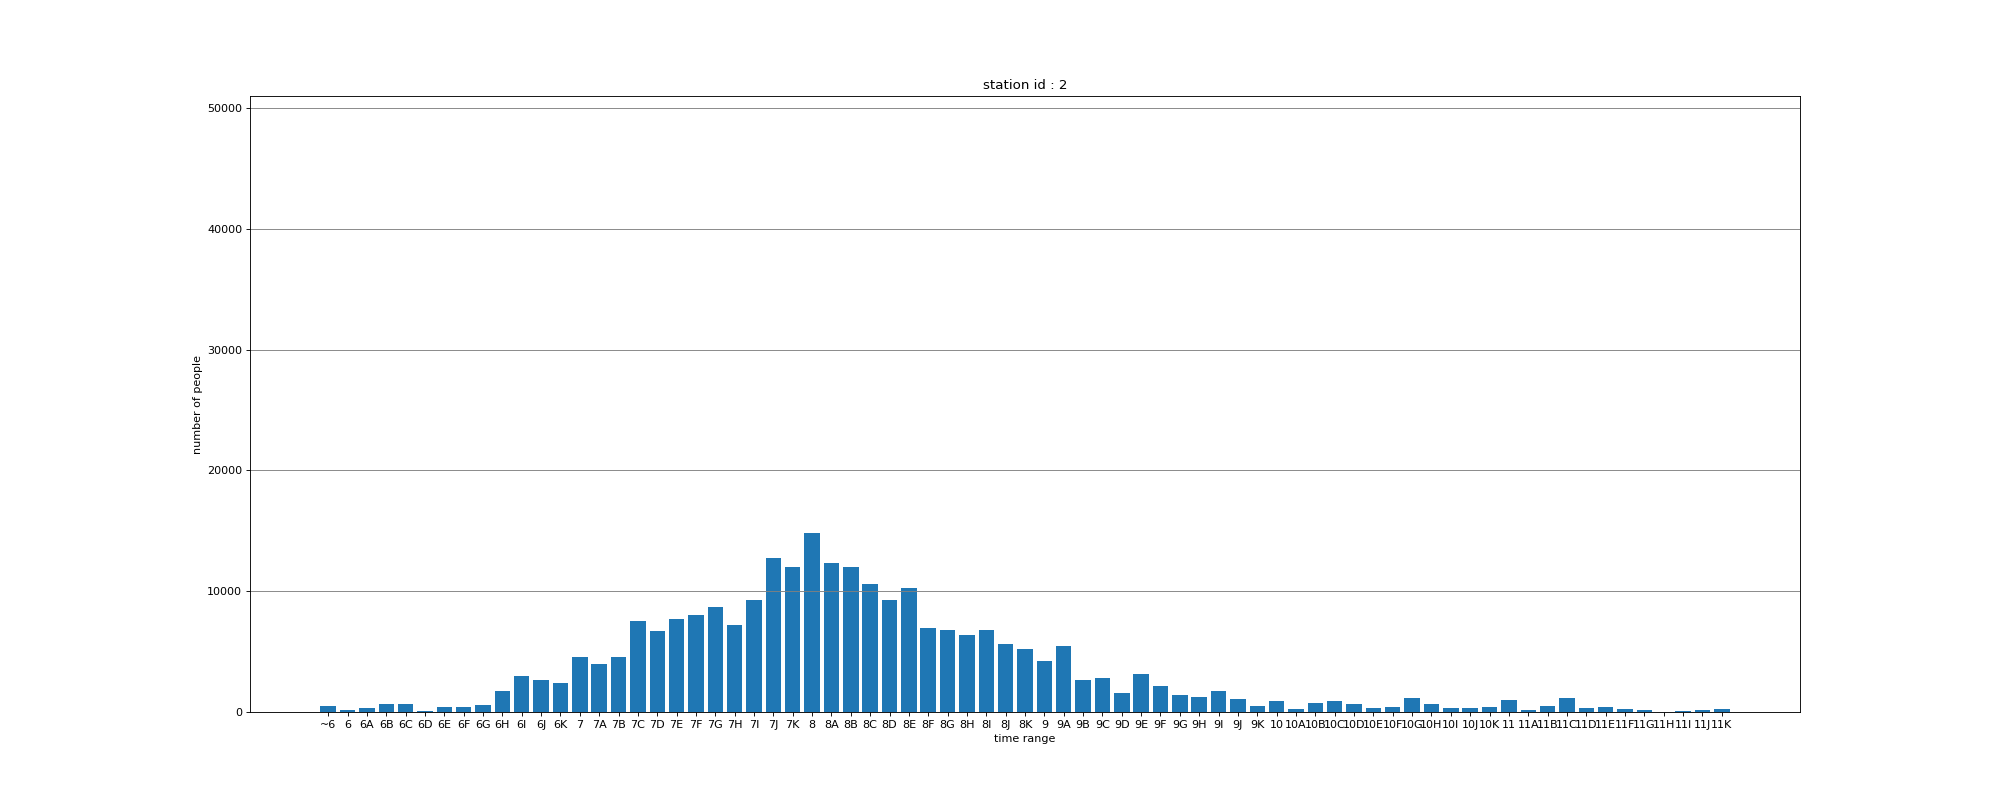 station id : 2
50000
40000
30000
20000
10000
0
number of people
~6 6 6A 6B 6C 6D 6E 6F 6G 6H 6I 6J 6K 7 7A 7B 7C 7D 7E 7F 7G 7H 7I 7J 7K 8 8A 8B 8C 8D 8E 8F 8G 8H 8I 8J 8K 9 9A 9B 9C 9D 9E 9F 9G 9H 9I 9J 9K 10 10A 10B 10C 10D 10E 10F 10G 10H 10I 10J 10K 11 11A 11B 11C 11D 11E 11F 11G 11H 11I 11J 11K
time range